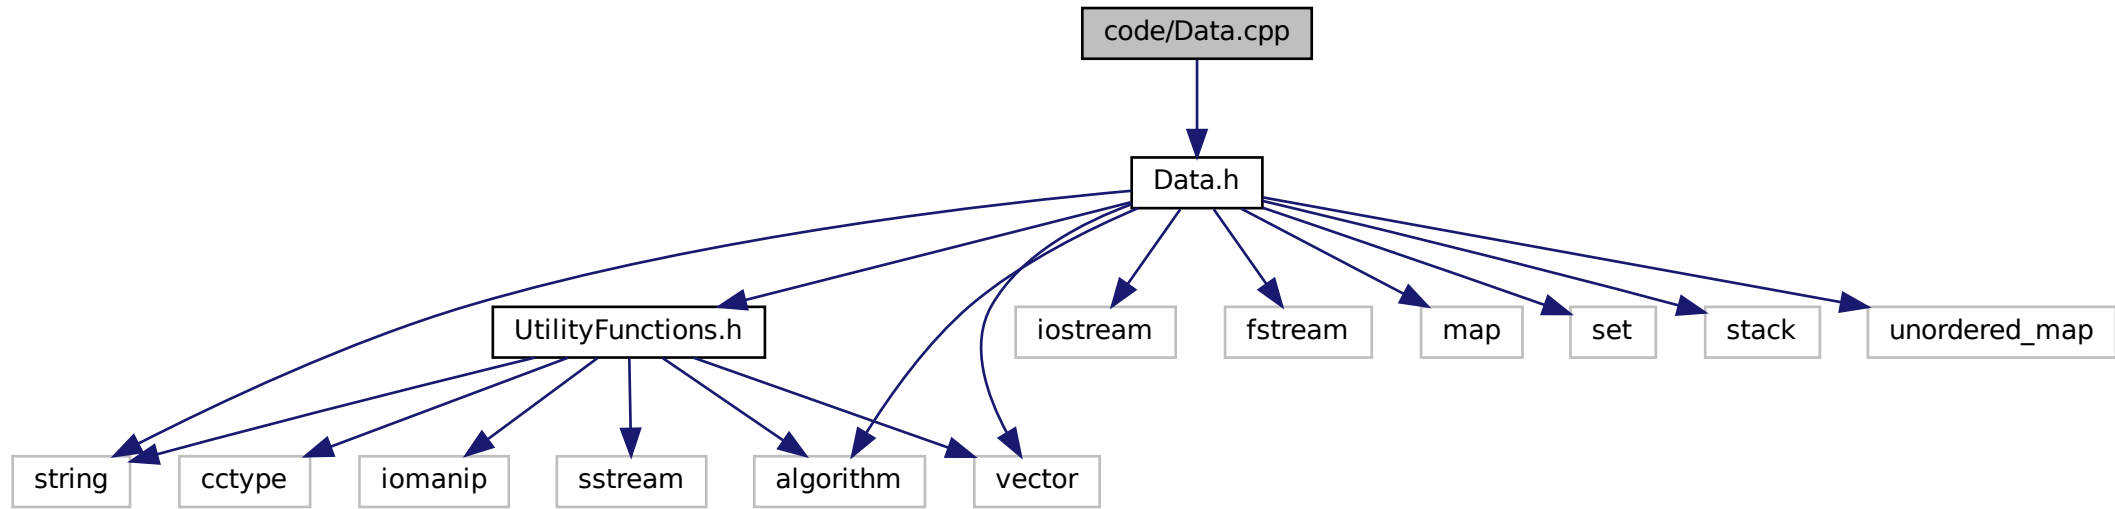 code/Data.cpp
Data.h
UtilityFunctions.h
iostream
fstream
map
set
stack
unordered_map
string
cctype
iomanip
sstream
algorithm
vector